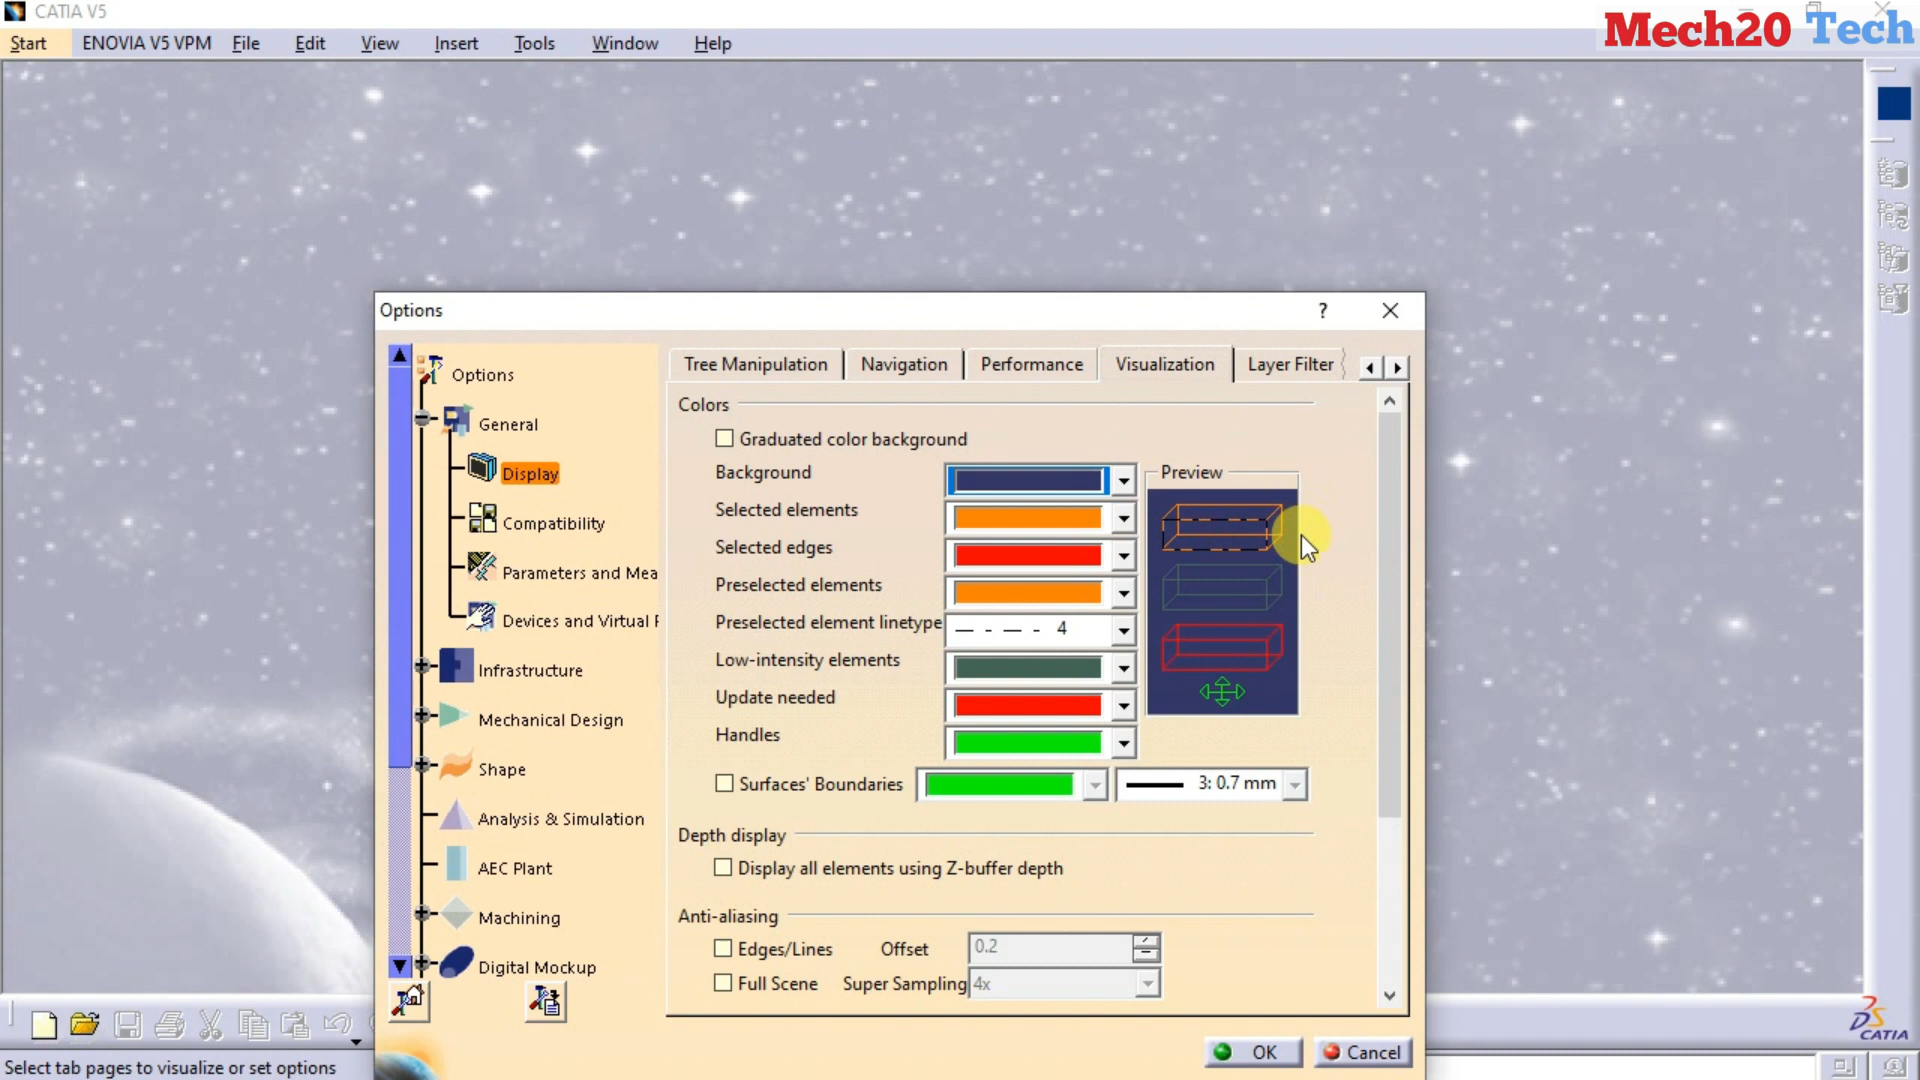 CATIA V5
Mech20 Tech
Start ENOVIA V5 VPM File Edit View Insert Tools Window Help
Options ?
Options
General
Display
Compatibility
Parameters and Mea
Devices and Virtual
Infrastructure
Mechanical Design
Shape
Analysis & Simulation
AEC Plant
Machining
Digital Mockup
Tree Manipulation Navigation Performance Visualization Layer Filter
Colors
Graduated color background
Background
Preview
Selected elements
Selected edges
Preselected elements
Preselected element linetype 4
Low-intensity elements
Update needed
Handles
Surfaces' Boundaries 3: 0.7 mm
Depth display
Display all elements using Z-buffer depth
Anti-aliasing
Edges/Lines Offset 0.2
Full Scene Super Sampling 4x
OK Cancel
CATIA
Select tab pages to visualize or set options